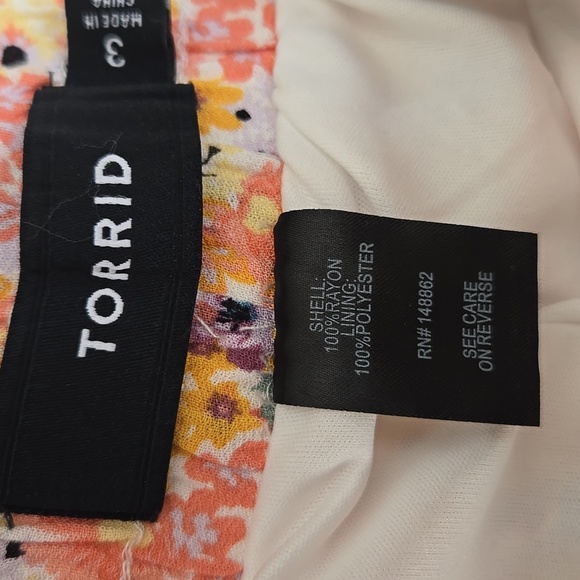 MADE IN
CHINA
3
TORRID
SHELL:
100%RAYON
LINING:
100%POLYESTER
RN# 148862
SEE CARE
ON REVERSE